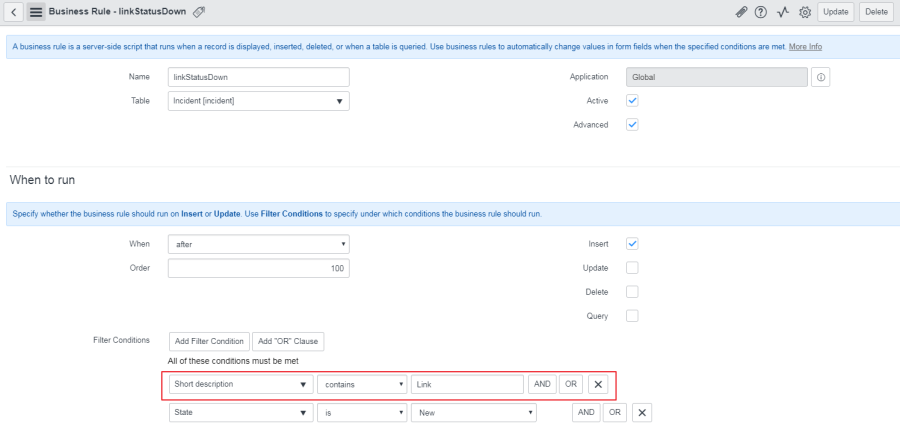 Business Rule - linkStatusDown
Update
Delete
A business rule is a server-side script that runs when a record is displayed, inserted, deleted, or when a table is queried. Use business rules to automatically change values in form fields when the specified conditions are met. More Info
Name
linkStatusDown
Application
Global
Table
Incident [incident]
Active
Advanced
When to run
Specify whether the business rule should run on Insert or Update. Use Filter Conditions to specify under which conditions the business rule should run.
When
after
Insert
Order
100
Update
Delete
Query
Filter Conditions
Add Filter Condition
Add "OR" Clause
All of these conditions must be met
Short description
contains
Link
AND
OR
State
is
New
AND
OR